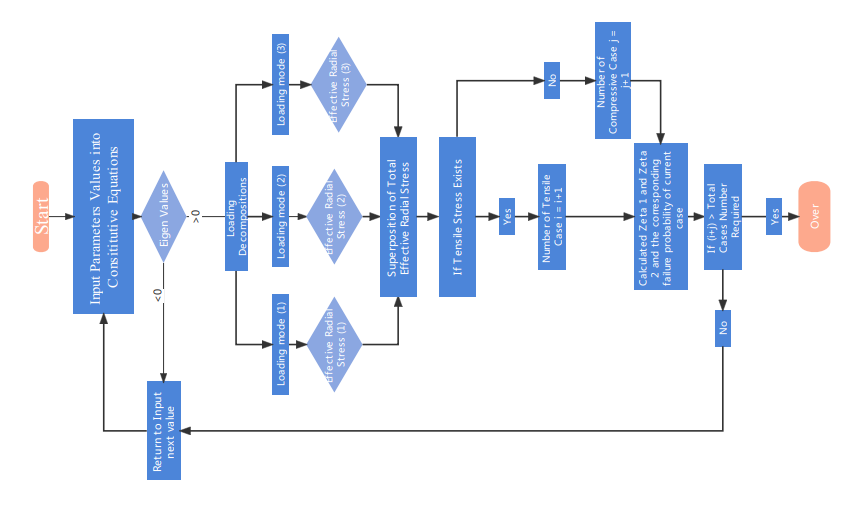 Start
Input Parameters Values into
Consititutive Equations
Eigen Values
>0
<0
Return to Input
next value
Loading
Decompositions
Loading mode (3)
Loading mode (2)
Loading mode (1)
Efective Radial
Stress (3)
Efective Radial
Stress (2)
Efective Radial
Stress (1)
Superposition of Total
Effective Radial Stress
If Tensile Stress Exists
No
Yes
Number of
Compressive Case j =
j+1
Number of Tensile
Case i = i+1
Calculated Zeta 1 and Zeta
2 and the corresponding
failure probability of current
case
If (i+j) > Total
Cases Number
Required
Yes
No
Over